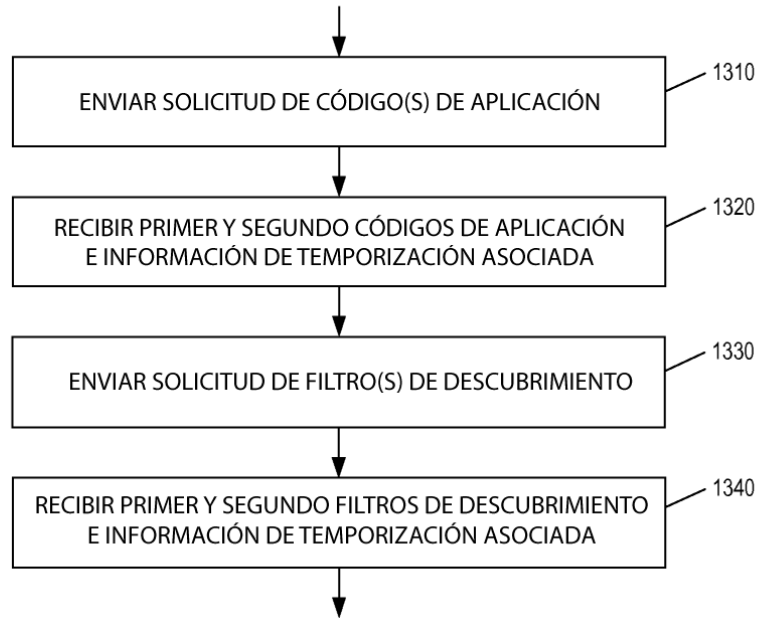 ENVIAR SOLICITUD DE CÓDIGO(S) DE APLICACIÓN
1310
RECIBIR PRIMER Y SEGUNDO CÓDIGOS DE APLICACIÓN
E INFORMACIÓN DE TEMPORIZACIÓN ASOCIADA
1320
ENVIAR SOLICITUD DE FILTRO(S) DE DESCUBRIMIENTO
1330
RECIBIR PRIMER Y SEGUNDO FILTROS DE DESCUBRIMIENTO
E INFORMACIÓN DE TEMPORIZACIÓN ASOCIADA
1340